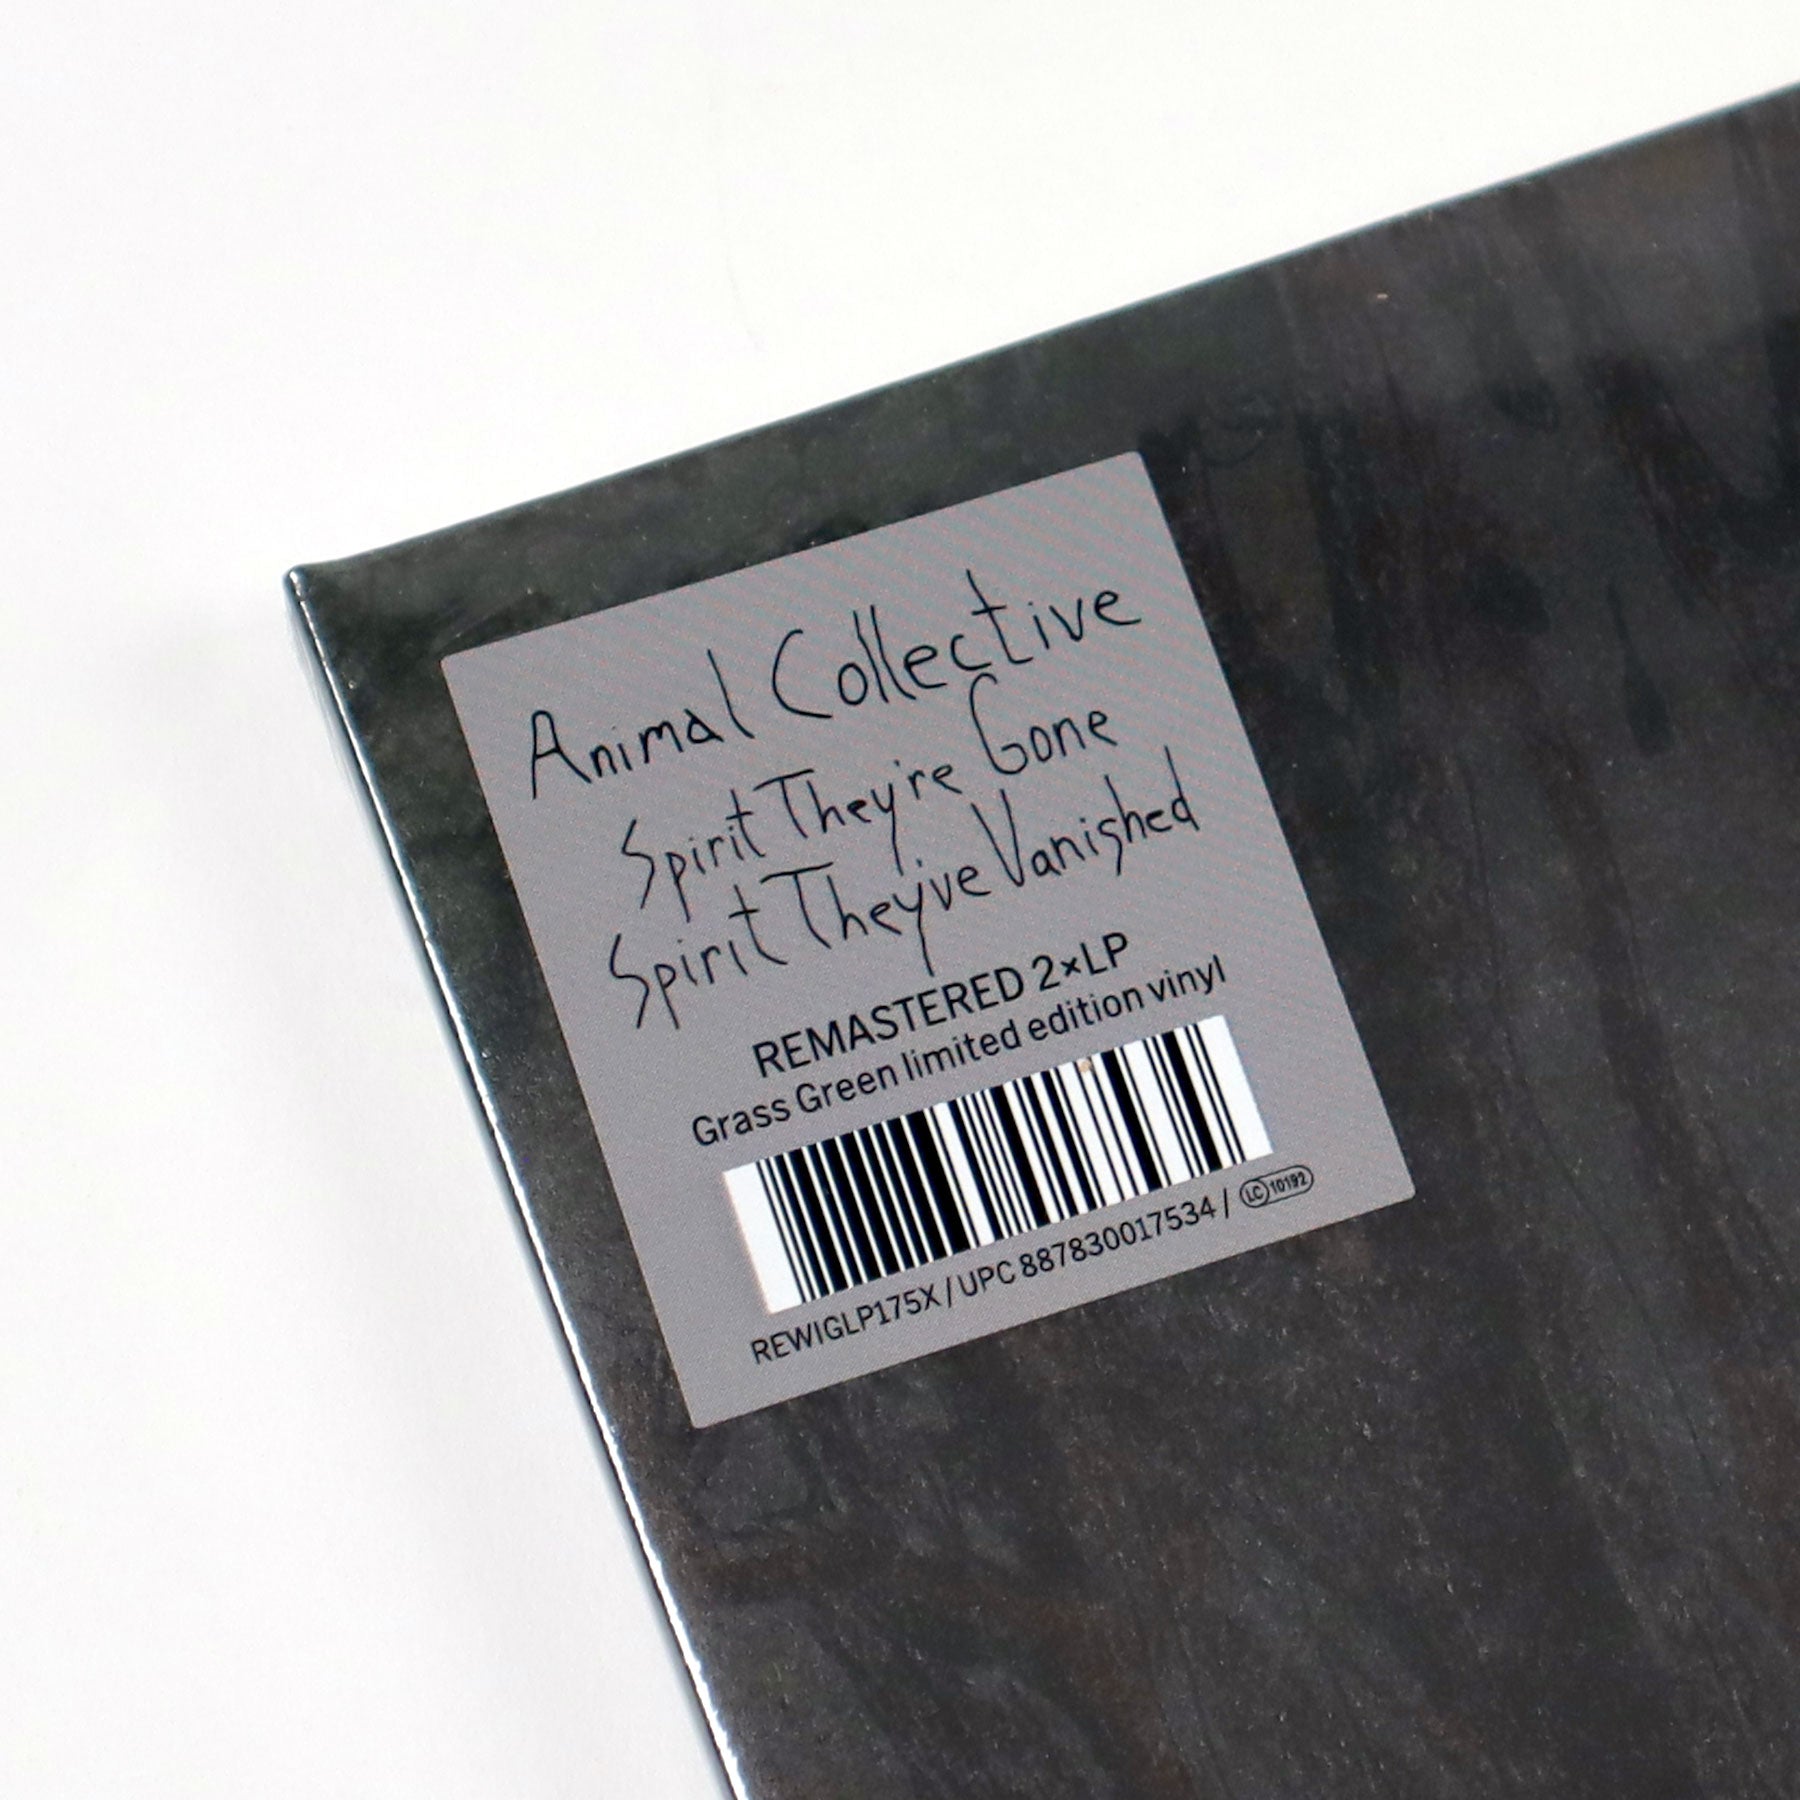 Animal Collective
Spirit They're Gone
Spirit They've Vanished
REMASTERED 2×LP
Grass Green limited edition vinyl
REWIGLP175X / UPC 887830017534 / LC 10192